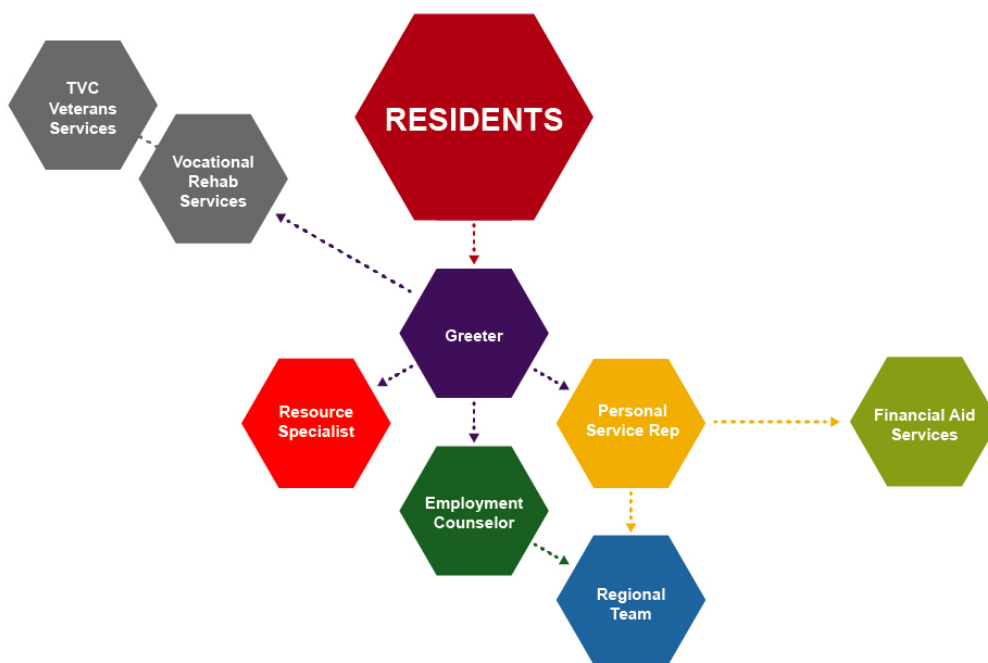 TVC
Veterans
Services
Vocational
Rehab
Services
RESIDENTS
Greeter
Resource
Specialist
Personal
Service Rep
Financial Aid
Services
Employment
Counselor
Regional
Team